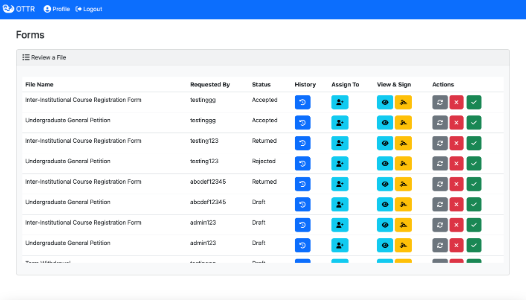 OTTR Profile Logout
Forms
Review a File
File Name Requested By Status History Assign To View & Sign Actions
Inter-Institutional Course Registration Form testinggg Accepted
Undergraduate General Petition testinggg Accepted
Inter-Institutional Course Registration Form testing123 Returned
Undergraduate General Petition testing123 Rejected
Inter-Institutional Course Registration Form abcdef12345 Returned
Undergraduate General Petition abcdef12345 Draft
Inter-Institutional Course Registration Form admin123 Draft
Undergraduate General Petition admin123 Draft
Term Withdrawal testinggg Draft